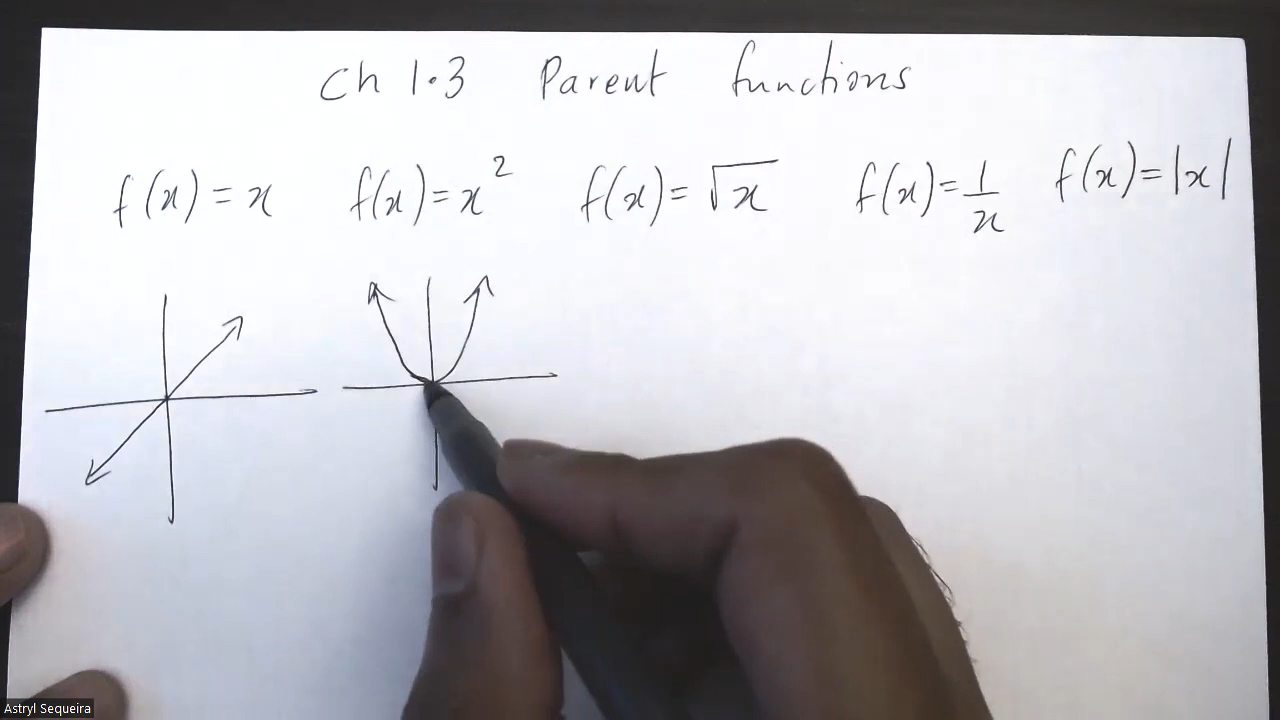 Ch 1.3 Parent functions
f(x) = x f(x) = x² f(x) = √x f(x) = 1/x f(x) = |x|
Astryl Sequeira